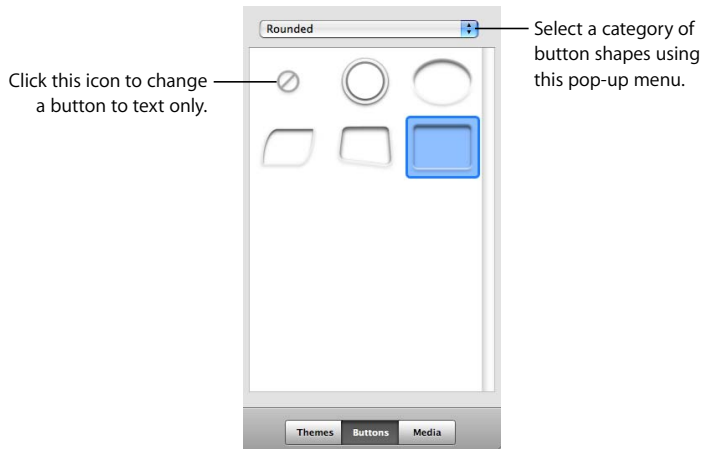 Rounded
Select a category of
button shapes using
this pop-up menu.
Click this icon to change
a button to text only.
Themes Buttons Media